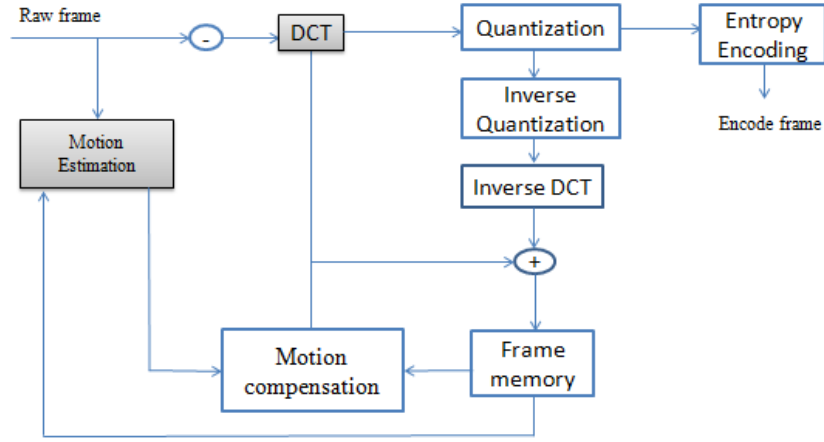 Raw frame
-
DCT
Quantization
Entropy
Encoding
Inverse
Quantization
Encode frame
Motion
Estimation
Inverse DCT
+
Motion
compensation
Frame
memory